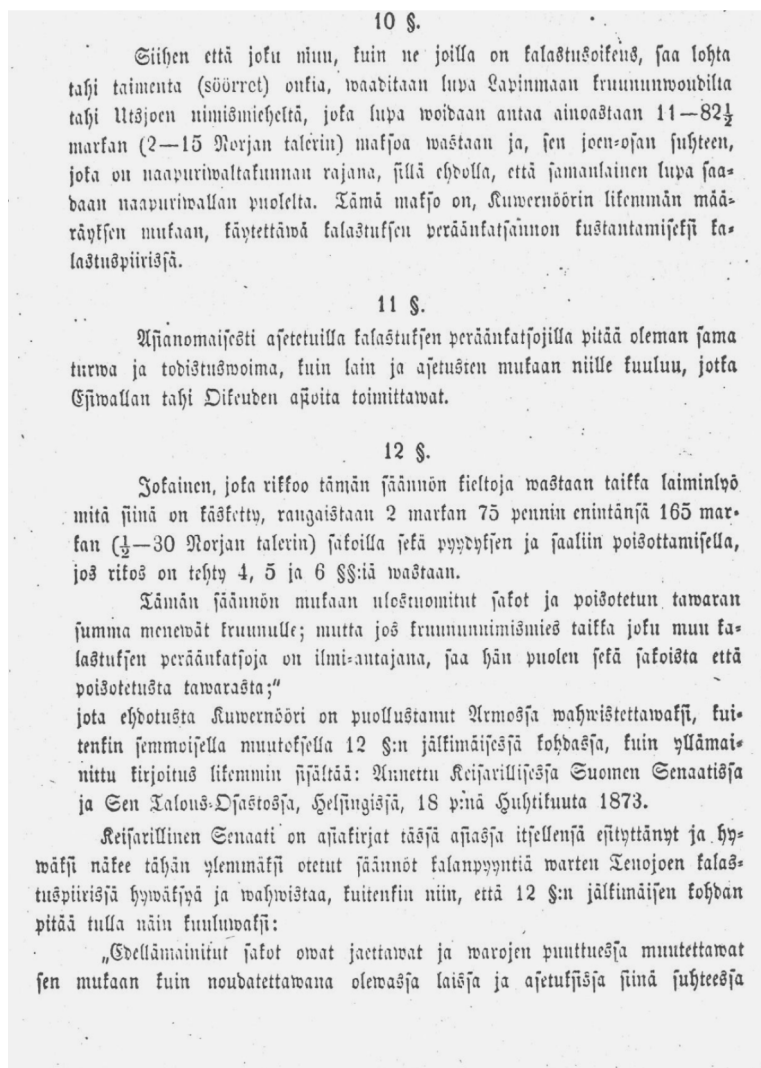 10 §.
Siihen että joku muu, kuin ne joilla on kalastusoikeus, saa lohta
tahi taimenta (söörret) onkia, waaditaan lupa Lapinmaan kruununwoudilta
tahi Utsjoen nimismieheltä, joka lupa woidaan antaa ainoastaan 11—82½
markan (2—15 Norjan talerin) maksoa wastaan ja, sen joen-osan suhteen,
joka on naapuriwaltakunnan rajana, sillä ehdolla, että samanlainen lupa saa-
daan naapuriwallan puolelta. Tämä makso on, Kuwernöörin likemmän mää-
räyksen mukaan, käytettäwä kalastuksen peräänkatsannon kustantamiseksi ka-
lastuspiirissä.
11 §.
Asianomaisesti asetetuilla kalastuksen peräänkatsojilla pitää oleman sama
turwa ja todistuswoima, kuin lain ja asetusten mukaan niille kuuluu, jotka
Esiwallan tahi Oikeuden asioita toimittawat.
12 §.
Jokainen, joka rikkoo tämän säännön kieltoja wastaan taikka laiminlyö
mitä siinä on käsketty, rangaistaan 2 markan 75 pennin enintänsä 165 mar-
kan (½—30 Norjan talerin) sakoilla sekä pyydyksen ja saaliin poisottamisella,
jos rikos on tehty 4, 5 ja 6 §§:iä wastaan.
Tämän säännön mukaan ulostuomitut sakot ja poisotetun tawaran
summa menewät kruunulle; mutta jos kruununnimismies taikka joku muu ka-
lastuksen peräänkatsoja on ilmi-antajana, saa hän puolen sekä sakoista että
poisotetusta tawarasta;"
jota ehdotusta Kuwernööri on puollustanut Armossa wahwistettawaksi, kui-
tenkin semmoisella muutoksella 12 §:n jälkimäisessä kohdassa, kuin yllämai-
nittu kirjoitus likemmin sisältää: Annettu Keisarillisessa Suomen Senaatissa
ja Sen Talous-Osastossa, Helsingissä, 18 p:nä Huhtikuuta 1873.
Keisarillinen Senaati on asiakirjat tässä asiassa itsellensä esityttänyt ja hy-
wäksi näkee tähän ylemmäksi otetut säännöt kalanpyyntiä warten Tenojoen kalas-
tuspiirissä hywäksyä ja wahwistaa, kuitenkin niin, että 12 §:n jälkimäisen kohdan
pitää tulla näin kuuluwaksi:
„Edellämainitut sakot owat jaettawat ja warojen puuttuessa muutettawat
sen mukaan kuin noudatettawana olewassa laissa ja asetuksissa siinä suhteessa